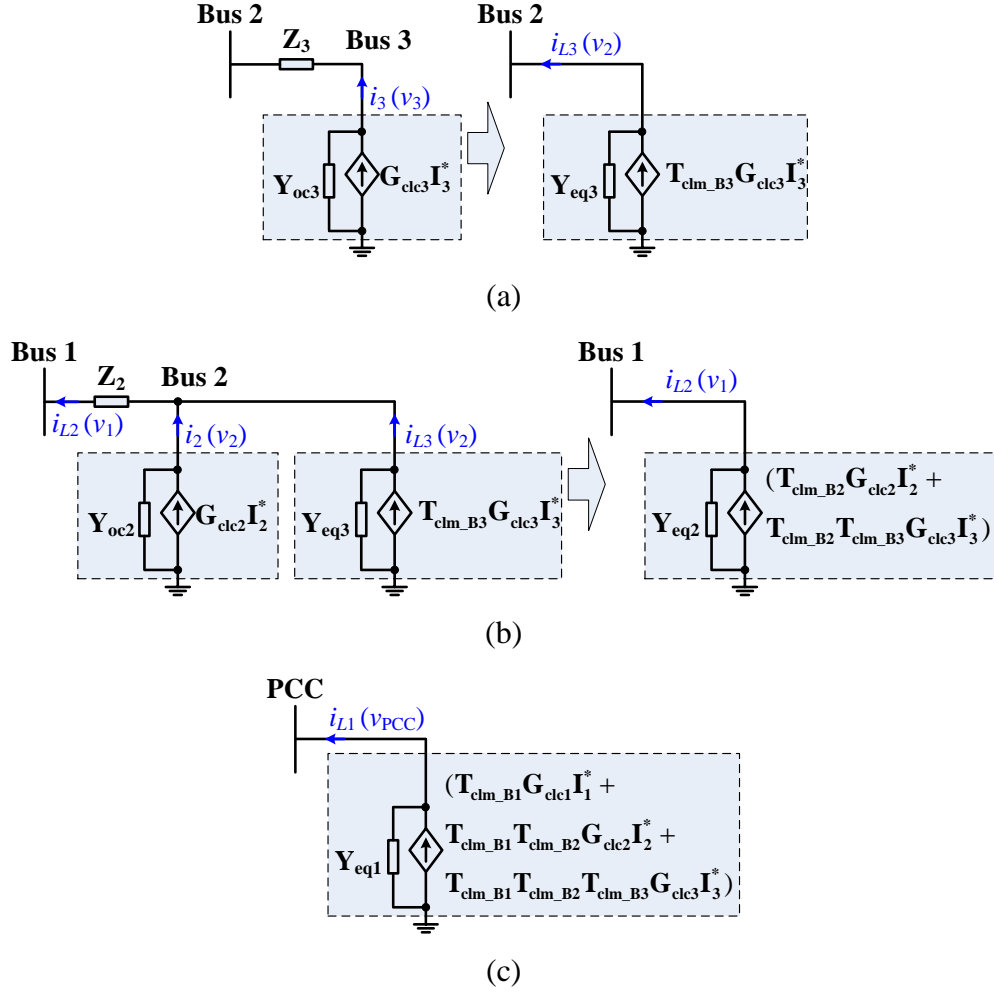 Bus 2
Z3
Bus 3
Bus 2
iL3(v2)
i3(v3)
Yoc3
Gclc3I3*
Yeq3
Tclm_B3Gclc3I3*
(a)
Bus 1
Z2
Bus 2
Bus 1
iL2(v1)
iL2(v1)
i2(v2)
iL3(v2)
Yoc2
Gclc2I2*
Yeq3
Tclm_B3Gclc3I3*
Yeq2
(Tclm_B2Gclc2I2* +
Tclm_B2Tclm_B3Gclc3I3*)
(b)
PCC
iL1(vPCC)
Yeq1
(Tclm_B1Gclc1I1* +
Tclm_B1Tclm_B2Gclc2I2* +
Tclm_B1Tclm_B2Tclm_B3Gclc3I3*)
(c)